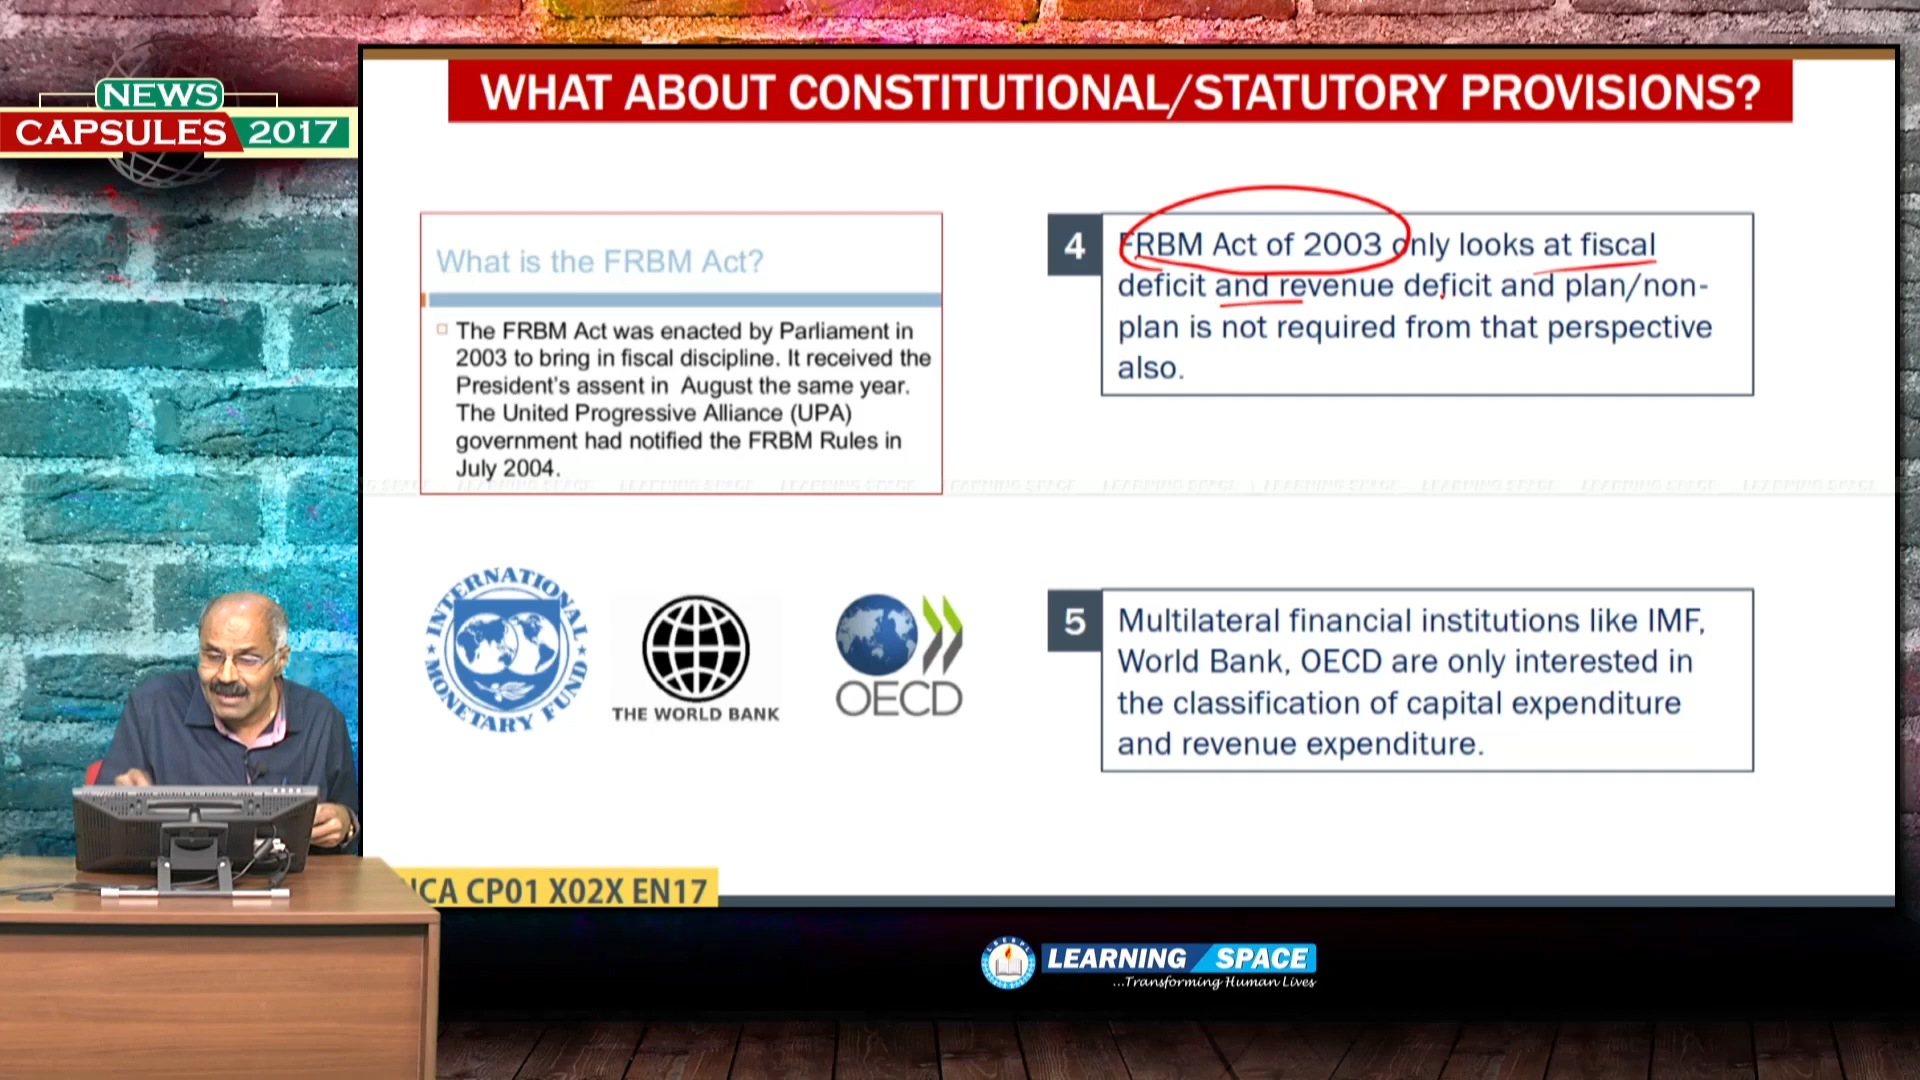 NEWS
CAPSULES 2017
WHAT ABOUT CONSTITUTIONAL/STATUTORY PROVISIONS?
What is the FRBM Act?
The FRBM Act was enacted by Parliament in
2003 to bring in fiscal discipline. It received the
President's assent in August the same year.
The United Progressive Alliance (UPA)
government had notified the FRBM Rules in
July 2004.
4
FRBM Act of 2003 only looks at fiscal
deficit and revenue deficit and plan/non-
plan is not required from that perspective
also.
INTERNATIONAL
MONETARY FUND
THE WORLD BANK
OECD
5
Multilateral financial institutions like IMF,
World Bank, OECD are only interested in
the classification of capital expenditure
and revenue expenditure.
CA CP01 X02X EN17
LEARNING SPACE
...Transforming Human Lives